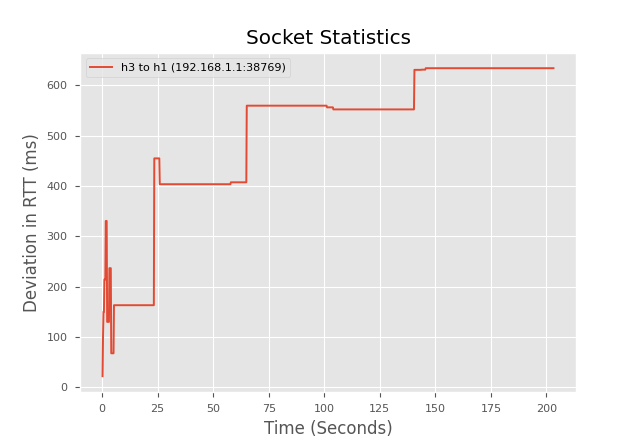 Socket Statistics
h3 to h1 (192.168.1.1:38769)
Deviation in RTT (ms)
600
500
400
300
200
100
0
0 25 50 75 100 125 150 175 200
Time (Seconds)